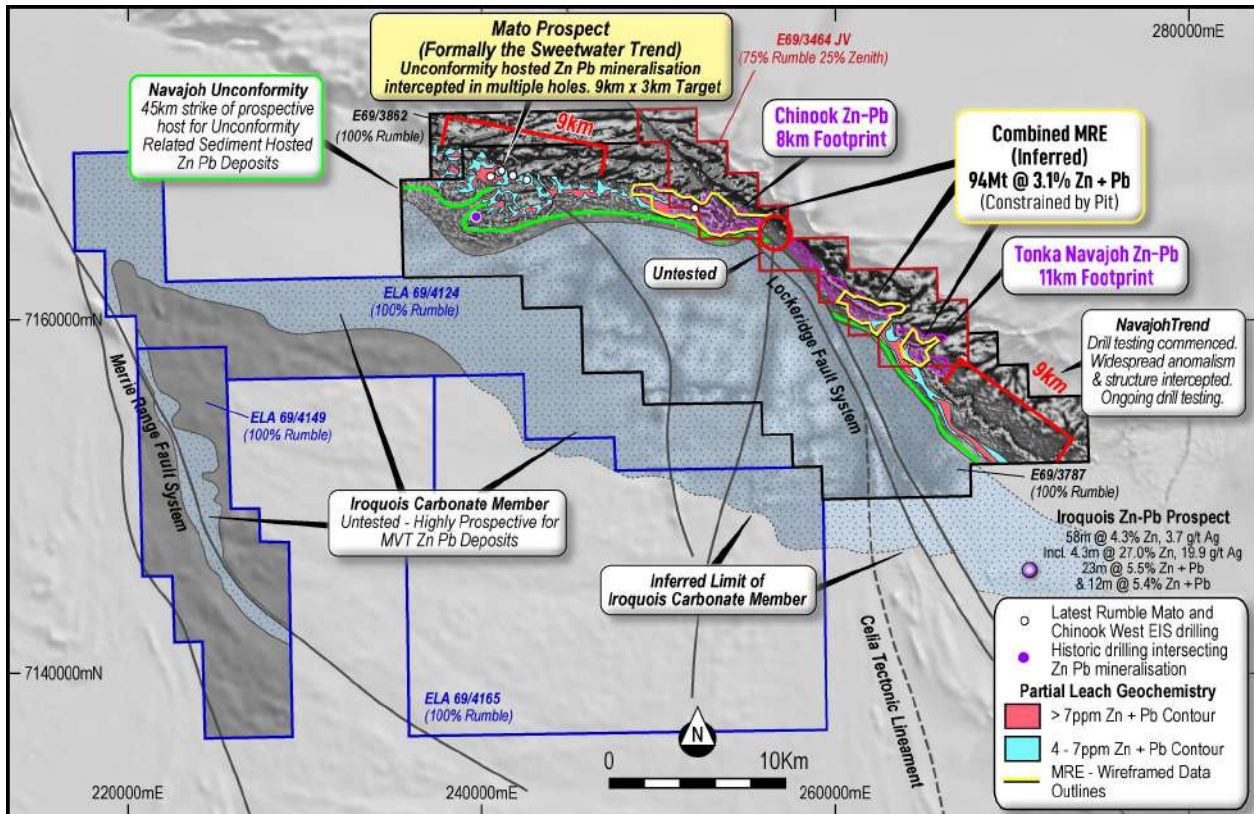 Mato Prospect
(Formally the Sweetwater Trend)
Unconformity hosted Zn Pb mineralisation
intercepted in multiple holes. 9km x 3km Target
E69/3464 JV
(75% Rumble 25% Zenith)
280000mE
Navajoh Unconformity
45km strike of prospective
host for Unconformity
Related Sediment Hosted
Zn Pb Deposits
E69/3862
(100% Rumble)
9km
Chinook Zn-Pb
8km Footprint
Combined MRE
(Inferred)
94Mt @ 3.1% Zn + Pb
(Constrained by Pit)
Untested
Tonka Navajoh Zn-Pb
11km Footprint
ELA 69/4124
(100% Rumble)
Lockeridge Fault System
7160000mN
NavajohTrend
Drill testing commenced.
Widespread anomalism
& structure intercepted.
Ongoing drill testing.
9km
Merrie Range Fault System
ELA 69/4149
(100% Rumble)
E69/3787
(100% Rumble)
Iroquois Carbonate Member
Untested - Highly Prospective for
MVT Zn Pb Deposits
Iroquois Zn-Pb Prospect
58m @ 4.3% Zn, 3.7 g/t Ag
Incl. 4.3m @ 27.0% Zn, 19.9 g/t Ag
23m @ 5.5% Zn + Pb
& 12m @ 5.4% Zn + Pb
Inferred Limit of
Iroquois Carbonate Member
Celia Tectonic Lineament
7140000mN
ELA 69/4165
(100% Rumble)
N
0 10Km
220000mE
240000mE
260000mE
Latest Rumble Mato and
Chinook West EIS drilling
Historic drilling intersecting
Zn Pb mineralisation
Partial Leach Geochemistry
> 7ppm Zn + Pb Contour
4 - 7ppm Zn + Pb Contour
MRE - Wireframed Data
Outlines